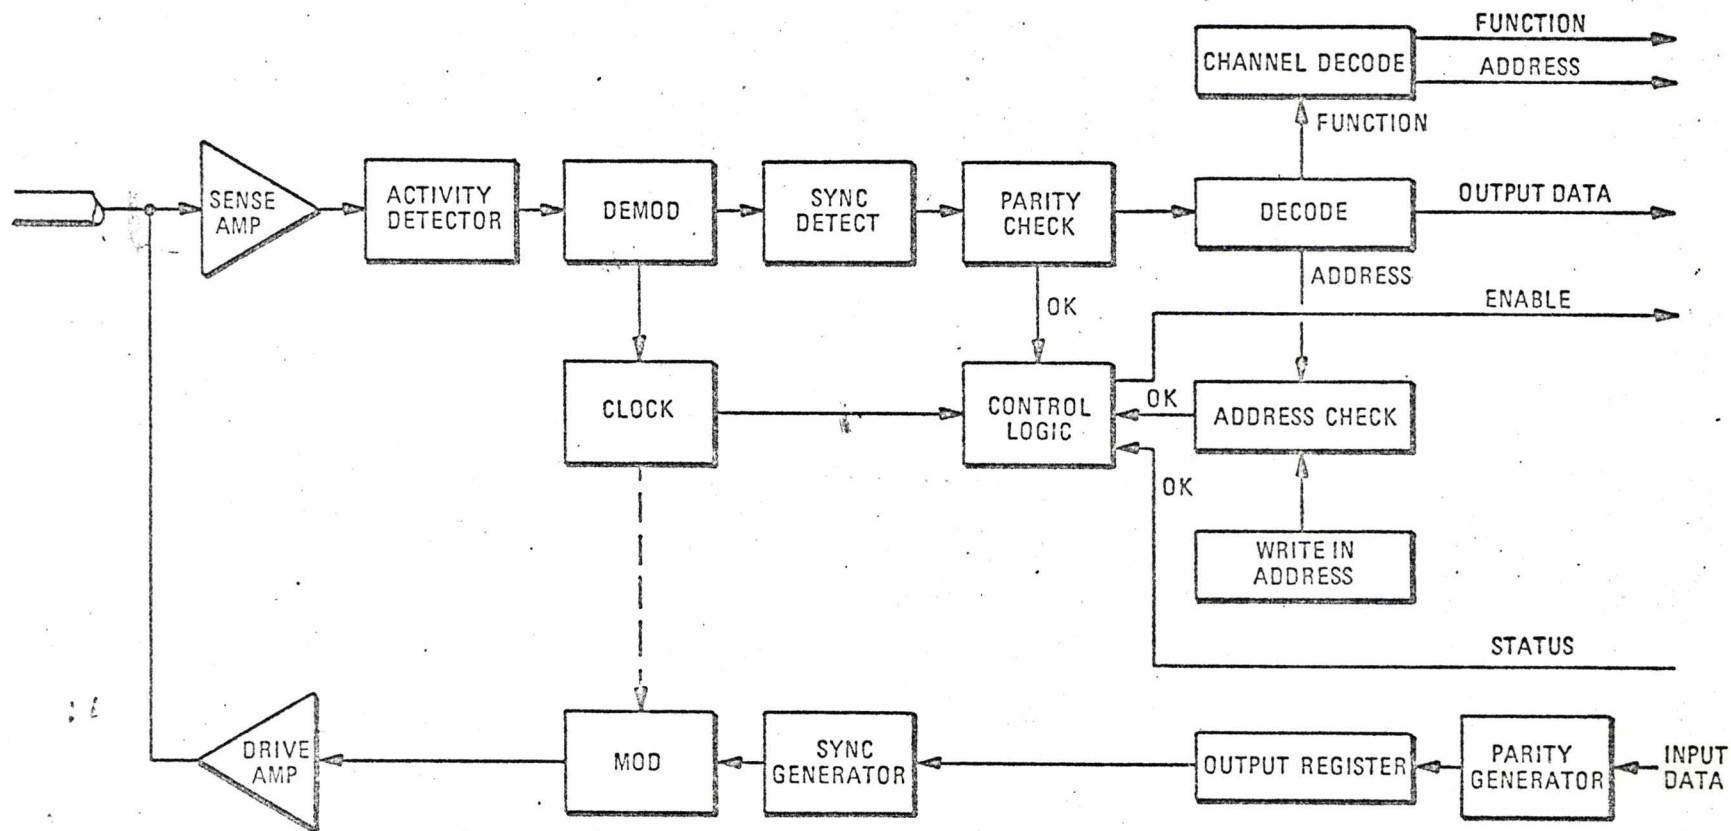 FUNCTION
CHANNEL DECODE
ADDRESS
FUNCTION
SENSE
AMP
ACTIVITY
DETECTOR
DEMOD
SYNC
DETECT
PARITY
CHECK
DECODE
OUTPUT DATA
ADDRESS
OK
ENABLE
CLOCK
CONTROL
LOGIC
OK
ADDRESS CHECK
OK
WRITE IN
ADDRESS
STATUS
DRIVE
AMP
MOD
SYNC
GENERATOR
OUTPUT REGISTER
PARITY
GENERATOR
INPUT
DATA